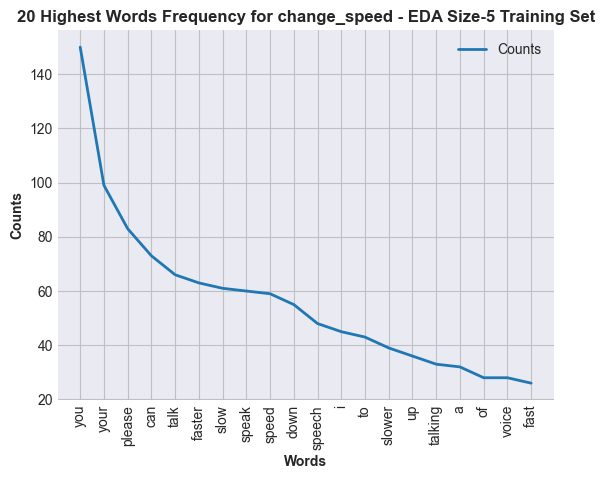 20 Highest Words Frequency for change_speed - EDA Size-5 Training Set
Counts
140
120
100
80
60
40
20
Counts
you
your
please
can
talk
faster
slow
speak
speed
down
speech
i
to
slower
up
talking
a
of
voice
fast
Words